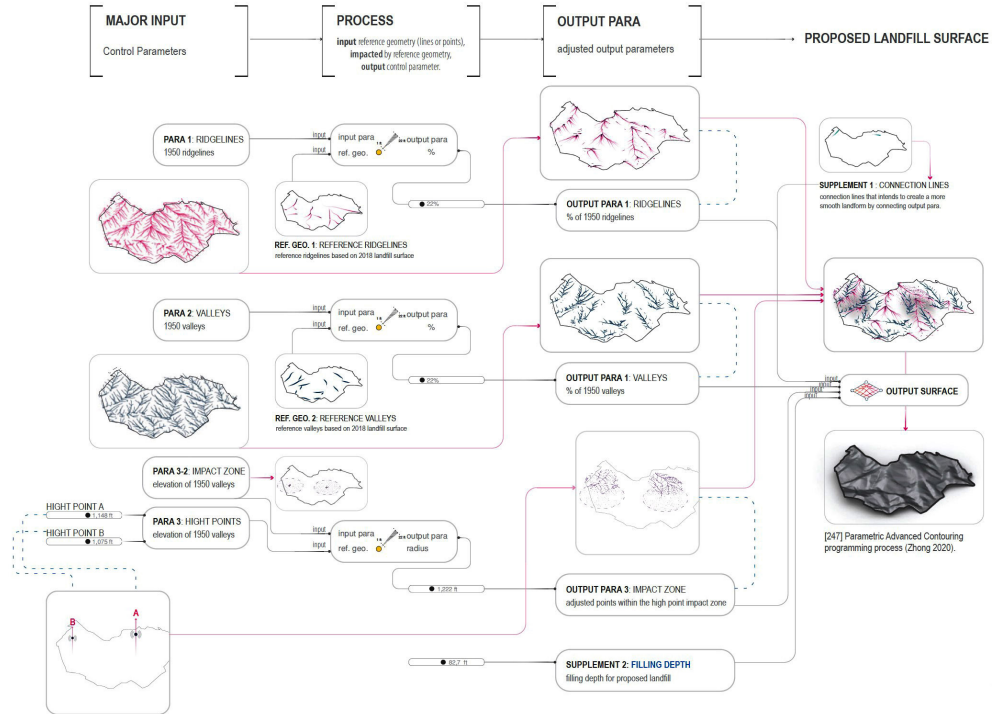 MAJOR INPUT
Control Parameters
PROCESS
input reference geometry (lines or points),
impacted by reference geometry,
output control parameter.
OUTPUT PARA
adjusted output parameters
PROPOSED LANDFILL SURFACE
PARA 1: RIDGELINES
1950 ridgelines
input
input
input para
ref. geo.
output para
%
22%
REF. GEO. 1: REFERENCE RIDGELINES
reference ridgelines based on 2018 landfill surface
OUTPUT PARA 1: RIDGELINES
% of 1950 ridgelines
SUPPLEMENT 1 : CONNECTION LINES
connection lines that intends to create a more
smooth landform by connecting output para.
PARA 2: VALLEYS
1950 valleys
input
input
input para
ref. geo.
output para
%
22%
REF. GEO. 2: REFERENCE VALLEYS
reference valleys based on 2018 landfill surface
OUTPUT PARA 1: VALLEYS
% of 1950 valleys
input
input
input
input
OUTPUT SURFACE
PARA 3-2: IMPACT ZONE
elevation of 1950 valleys
HIGHT POINT A
1,148 ft
HIGHT POINT B
1,075 ft
PARA 3: HIGHT POINTS
elevation of 1950 valleys
input
input
input para
ref. geo.
output para
radius
1,222 ft
OUTPUT PARA 3: IMPACT ZONE
adjusted points within the high point impact zone
[247] Parametric Advanced Contouring
programming process (Zhong 2020).
B
A
82.7 ft
SUPPLEMENT 2: FILLING DEPTH
filling depth for proposed landfill